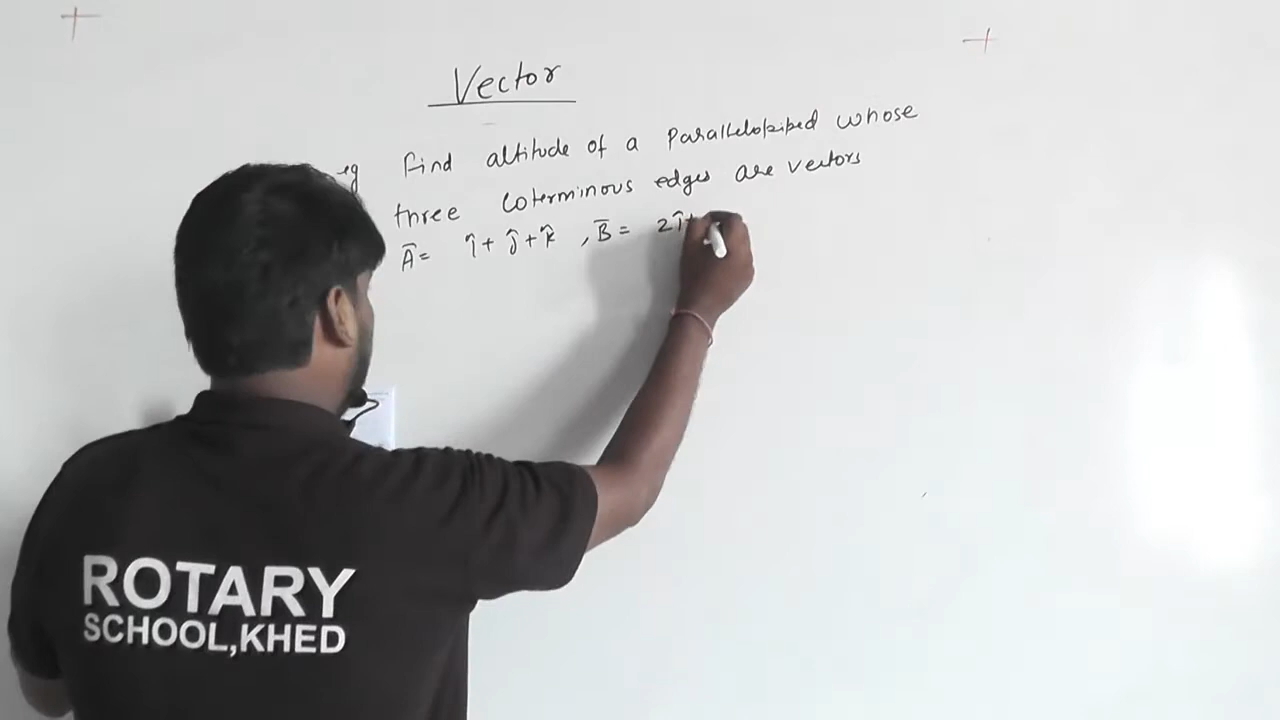 Vector
eg find altitude of a Parallelopiped whose
three coterminous edges are vectors
A̅ = î + ĵ + k̂ , B̅ = 2î +
ROTARY
SCHOOL,KHED